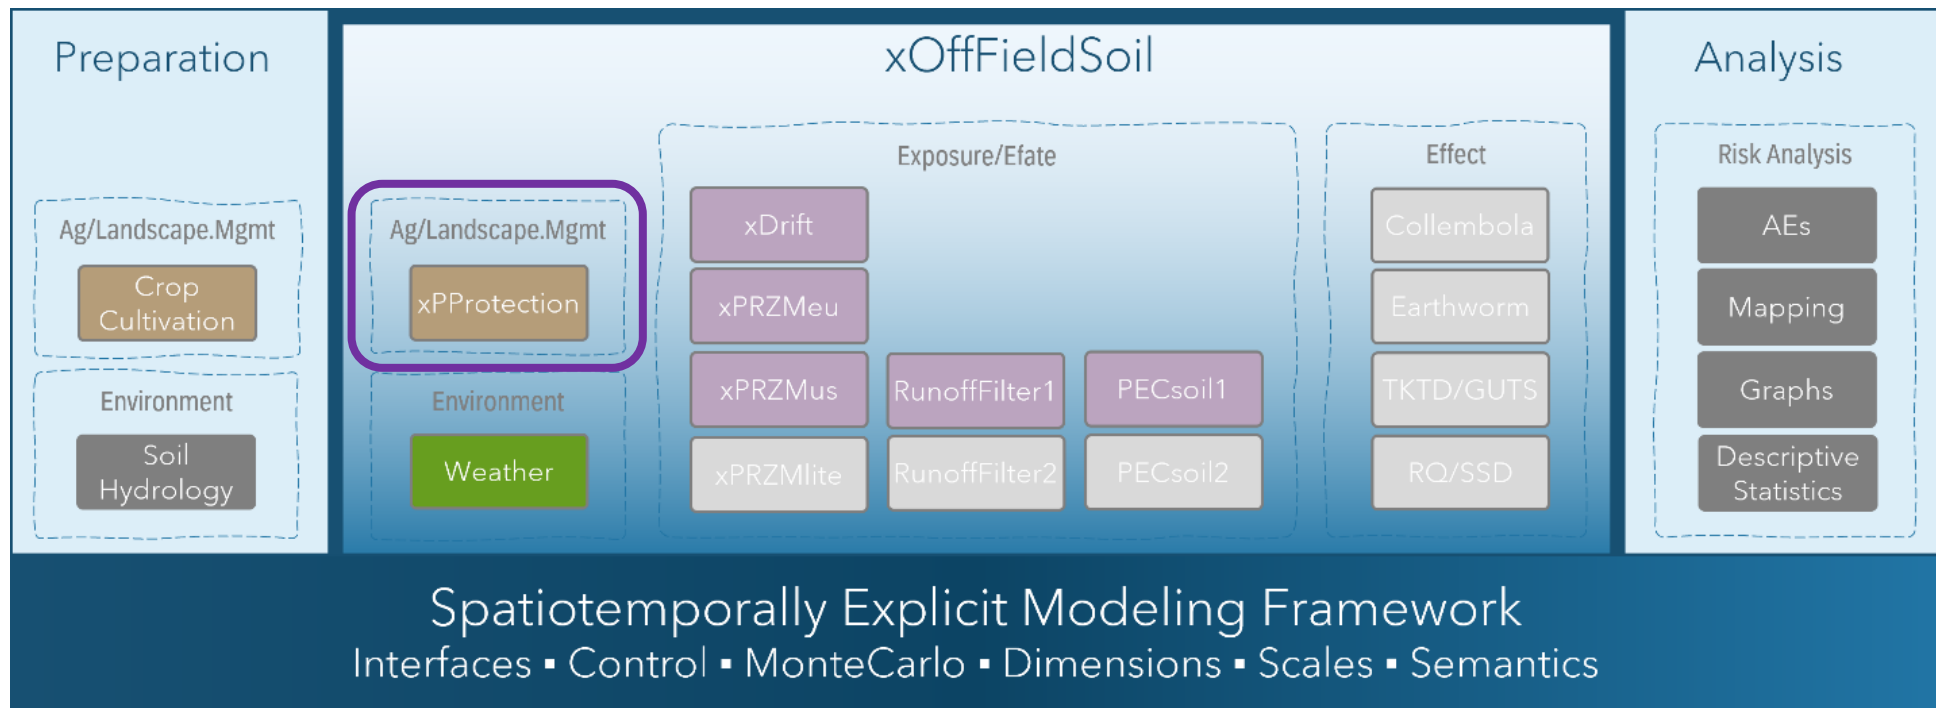 Preparation
Ag/Landscape.Mgmt
Crop
Cultivation
Environment
Soil
Hydrology
xOffFieldSoil
Ag/Landscape.Mgmt
xPProtection
Environment
Weather
Exposure/Efate
xDrift
xPRZMeu
xPRZMus
RunoffFilter1
PECsoil1
xPRZMlite
RunoffFilter2
PECsoil2
Effect
Collembola
Earthworm
TKTD/GUTS
RQ/SSD
Analysis
Risk Analysis
AEs
Mapping
Graphs
Descriptive
Statistics
Spatiotemporally Explicit Modeling Framework
Interfaces ▪ Control ▪ MonteCarlo ▪ Dimensions ▪ Scales ▪ Semantics